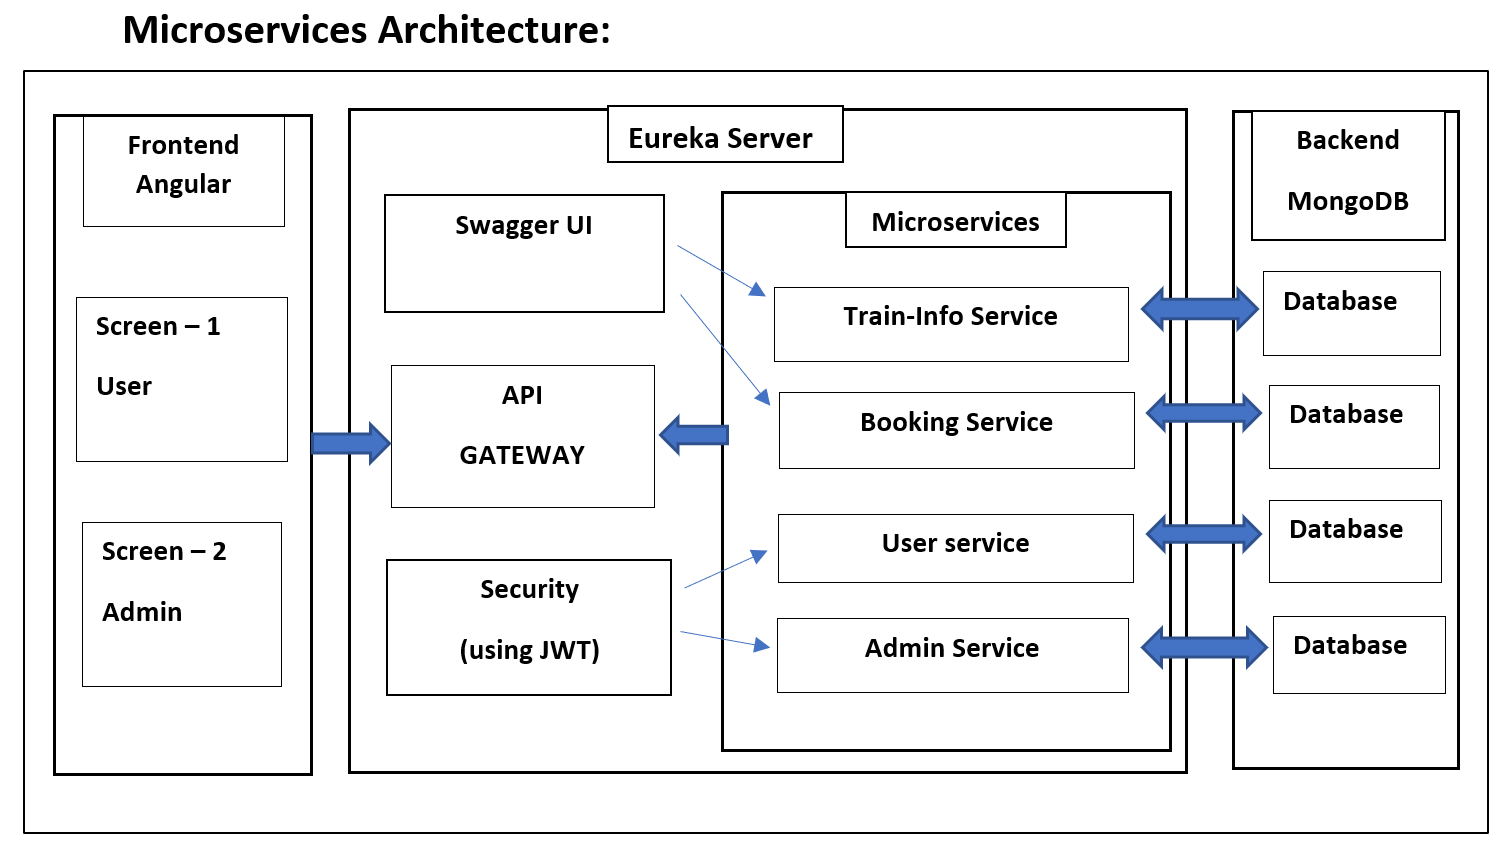 Microservices Architecture:
Frontend
Angular
Screen – 1
User
Screen – 2
Admin
Eureka Server
Swagger UI
API
GATEWAY
Security
(using JWT)
Microservices
Train-Info Service
Booking Service
User service
Admin Service
Backend
MongoDB
Database
Database
Database
Database